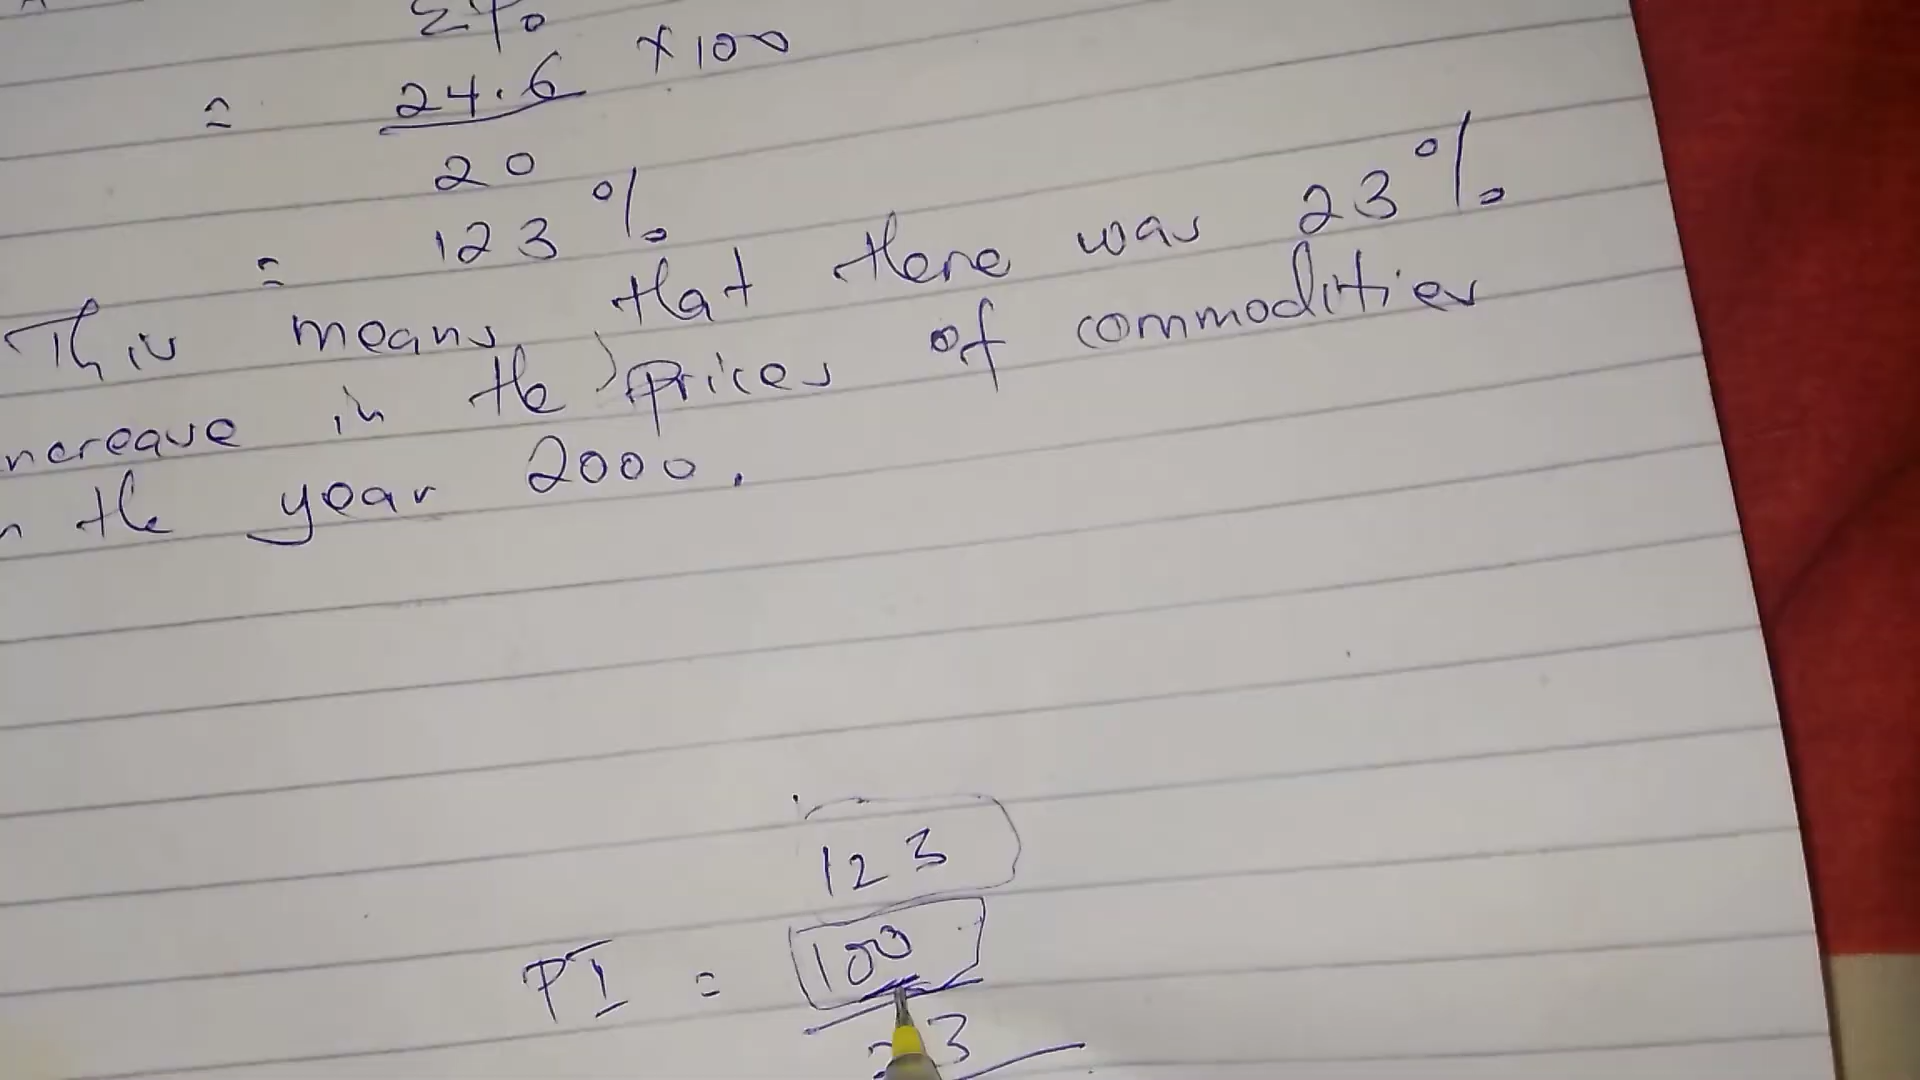 ΣP₀
= 24.6 × 100
20
= 123 %
This means that there was 23 %
ncrease in the prices of commodities
n the year 2000.
123
PI = 100
23